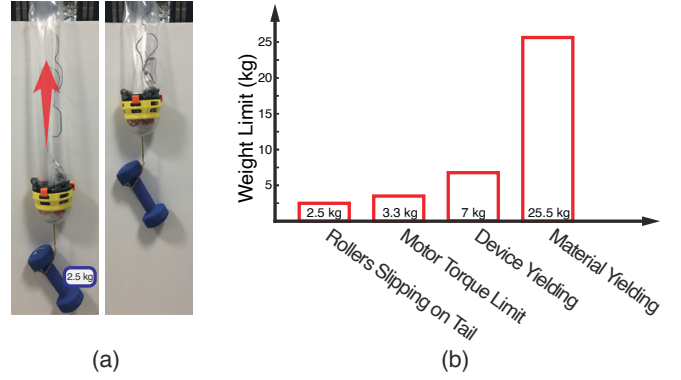 2.5 kg
(a)
Weight Limit (kg)
25
20
15
10
5
2.5 kg
3.3 kg
7 kg
25.5 kg
Rollers Slipping on Tail
Motor Torque Limit
Device Yielding
Material Yielding
(b)